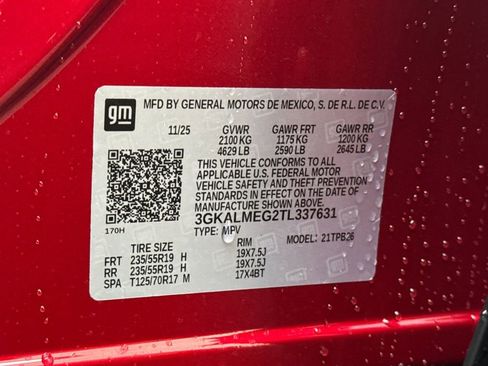 gm
MFD BY GENERAL MOTORS DE MEXICO, S. DE R.L. DE C.V.
11/25 GVWR GAWR FRT GAWR RR
2100 KG 1175 KG 1200 KG
4629 LB 2590 LB 2645 LB
THIS VEHICLE CONFORMS TO ALL
APPLICABLE U.S. FEDERAL MOTOR
VEHICLE SAFETY AND THEFT PREVENTION
STANDARDS IN EFFECT ON THE DATE OF
MANUFACTURE SHOWN ABOVE.
3GKALMEG2TL337631
170H TYPE: MPV MODEL: 21TPB26
TIRE SIZE RIM
FRT 235/55R19 H 19X7.5J
RR 235/55R19 H 19X7.5J
SPA T125/70R17 M 17X4BT